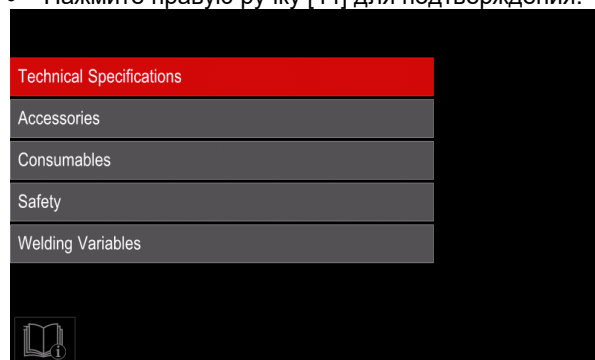 Нажмите правую ручку [11] для подтверждения.
Technical Specifications
Accessories
Consumables
Safety
Welding Variables